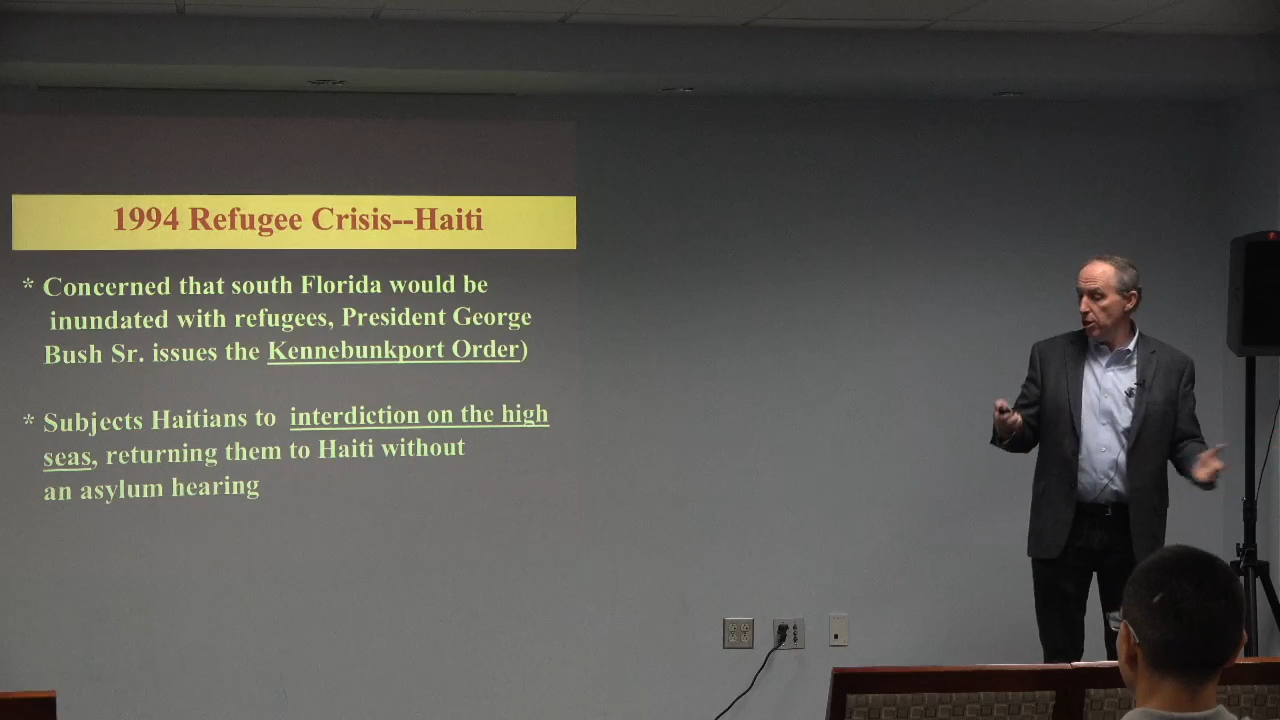 1994 Refugee Crisis--Haiti
* Concerned that south Florida would be
inundated with refugees, President George
Bush Sr. issues the Kennebunkport Order)
* Subjects Haitians to interdiction on the high
seas, returning them to Haiti without
an asylum hearing